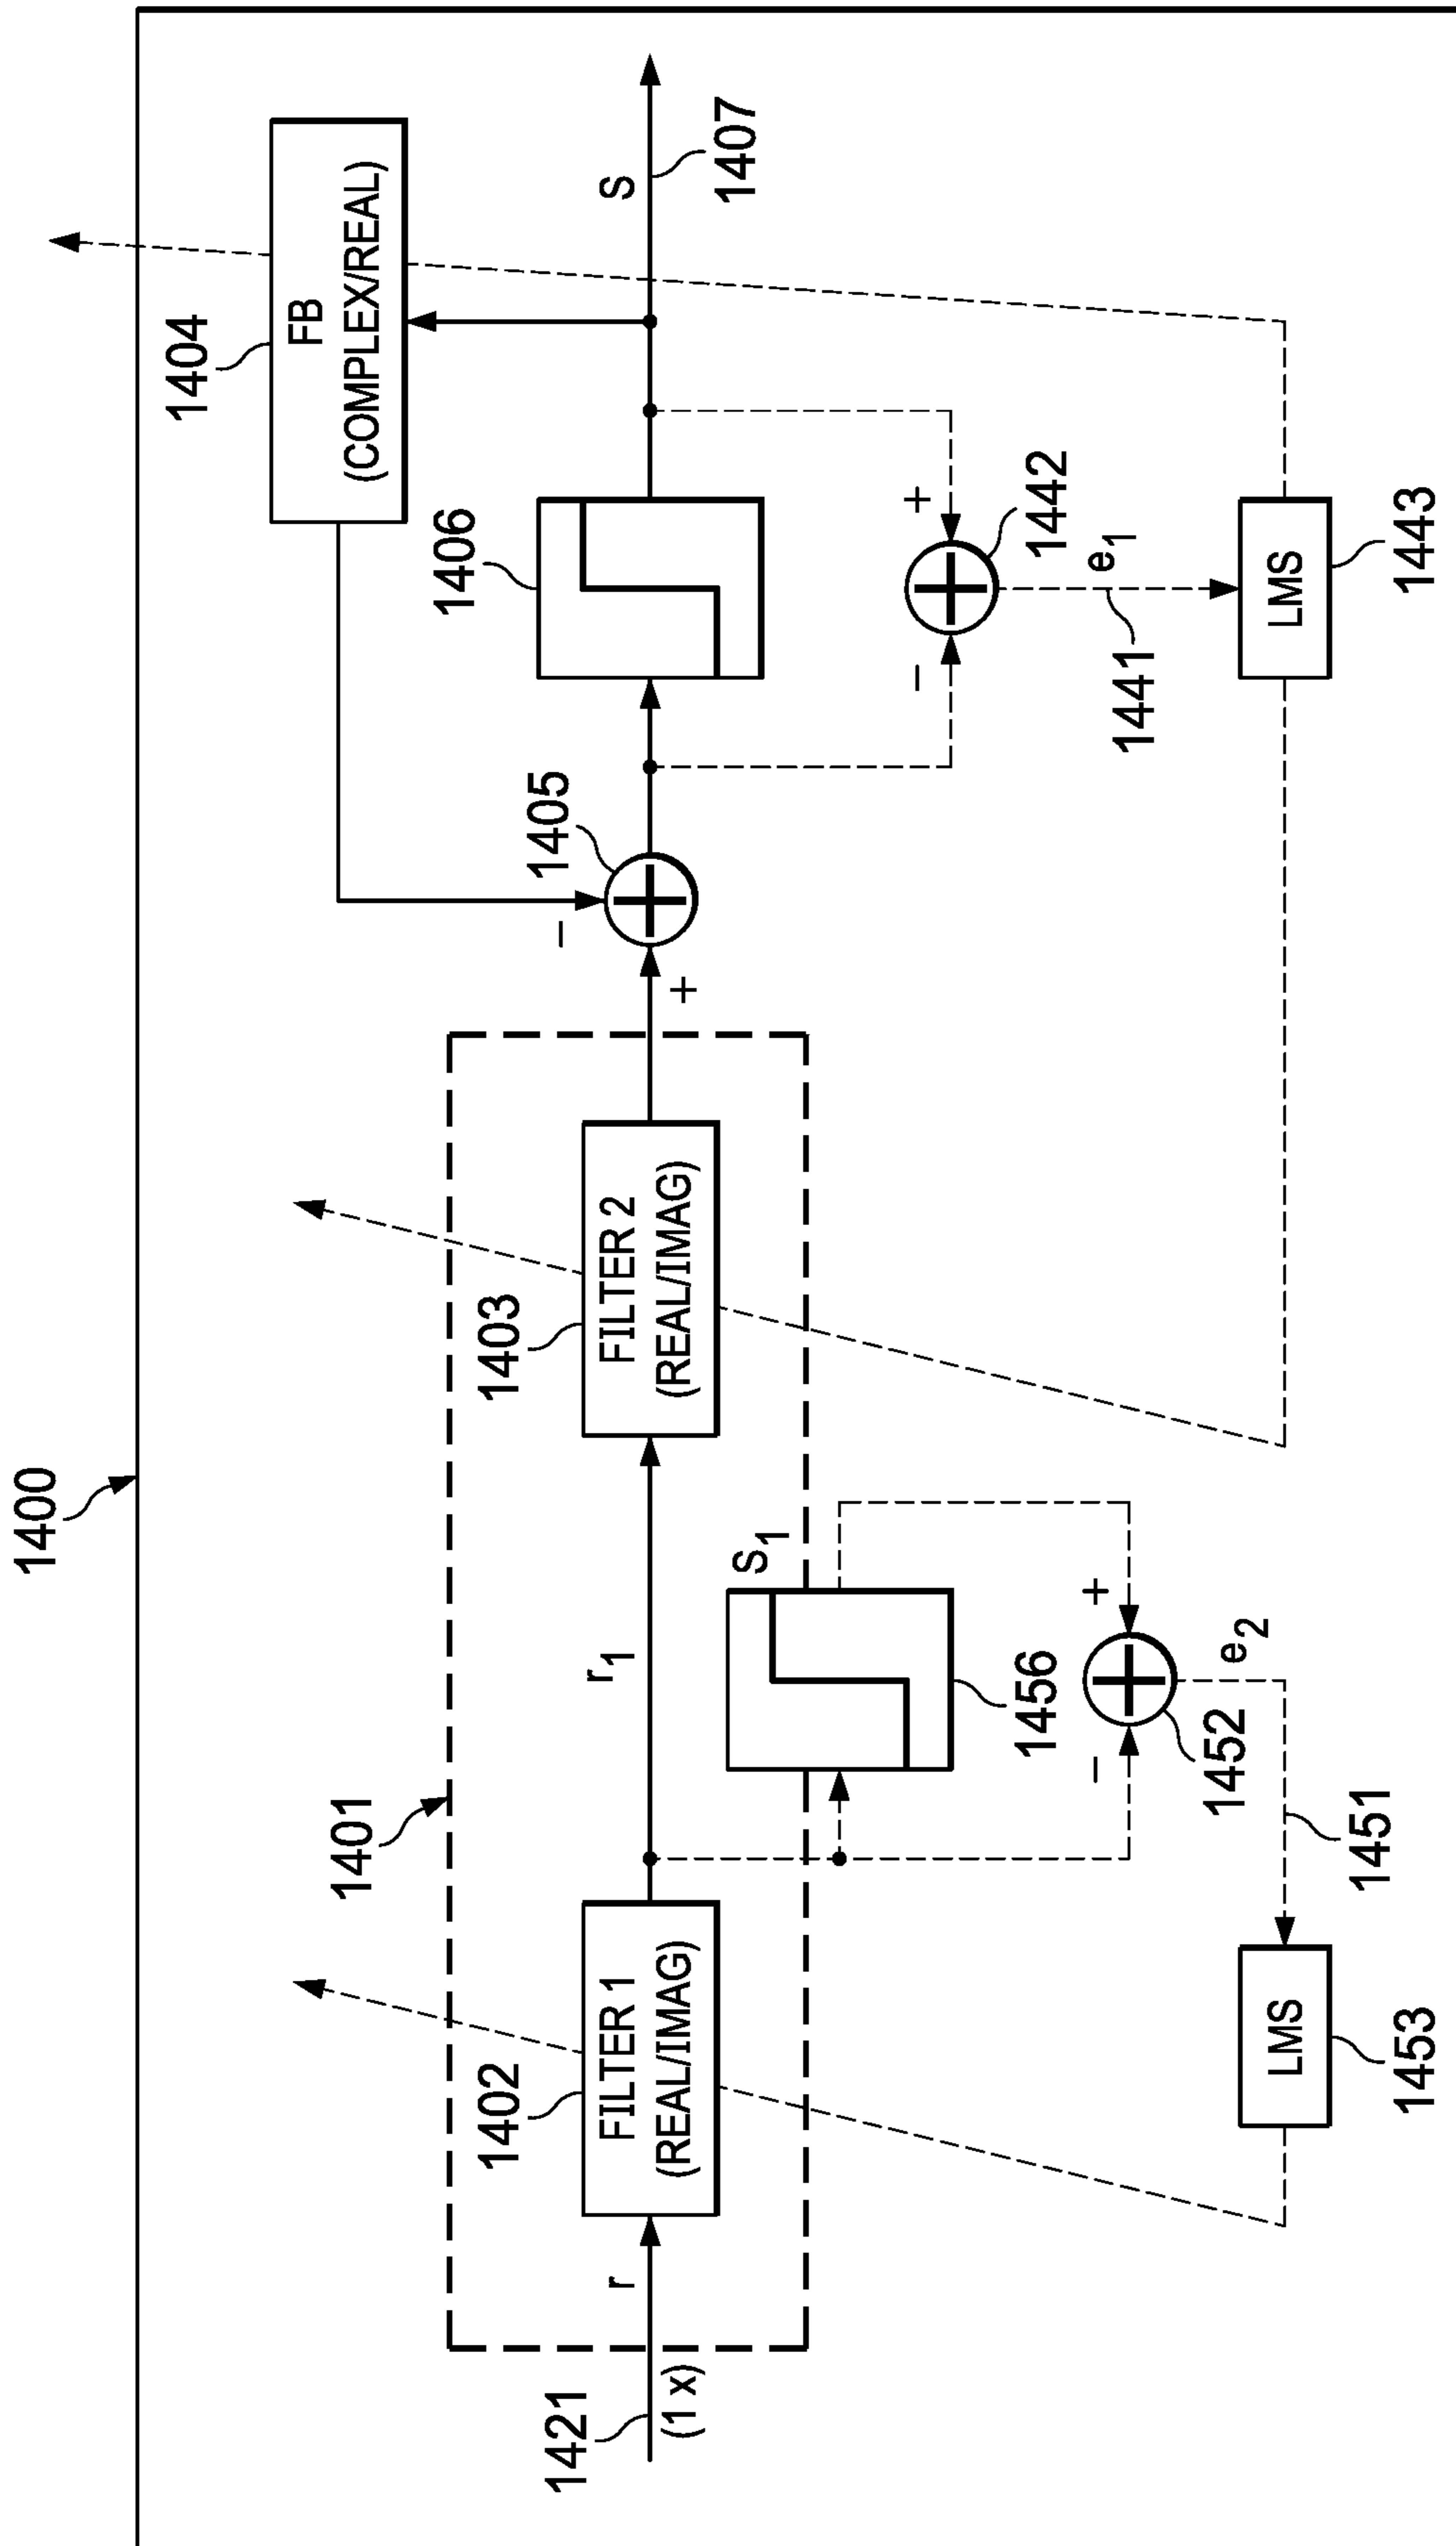 1400
1401
1421
(1 x)
r
1402
FILTER 1
(REAL/IMAG)
r1
1403
FILTER 2
(REAL/IMAG)
+
-
1405
1406
1404
FB
(COMPLEX/REAL)
S
1407
S1
1456
-
+
1452
e2
1451
LMS
1453
-
+
1442
e1
1441
LMS
1443